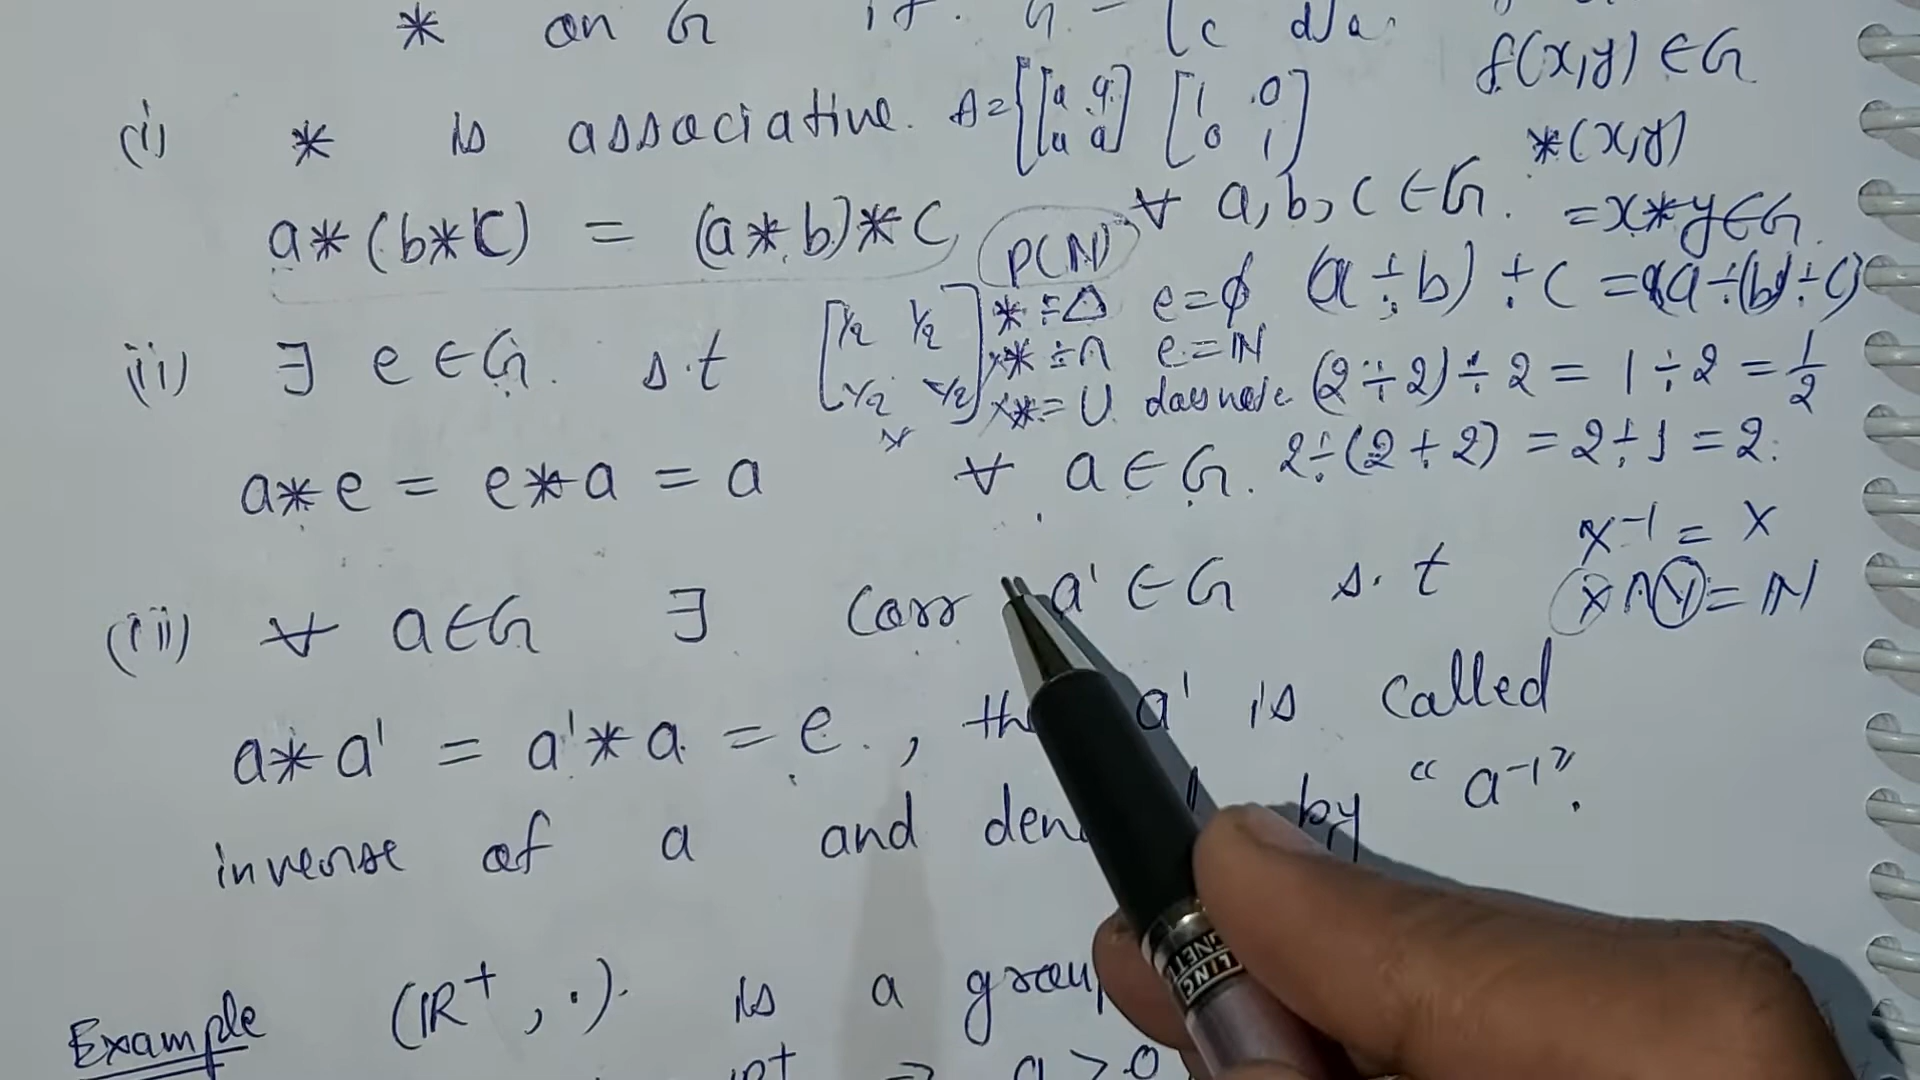 * on G
f(x,y) ∈ G
(i) * is associative. A = {[a a; a a] [1 0; 0 1]
*(x,y)
a*(b*c) = (a*b)*c ∀ a,b,c ∈ G.
= x*y ∈ G.
P(N)
* = Δ e = ϕ (a ÷ b) ÷ c = a ÷ (b ÷ c)
(ii) ∃ e ∈ G. s.t [1/2 1/2; 1/2 1/2]
** ÷ ∩ e = N (2 ÷ 2) ÷ 2 = 1 ÷ 2 = 1/2
** = U
a*e = e*a = a ∀ a ∈ G. 2 ÷ (2 ÷ 2) = 2 ÷ 1 = 2.
x⁻¹ = x
(iii) ∀ a ∈ G ∃ corr a' ∈ G s.t
X ∩ Y = N
a*a' = a'*a = e., a' is called
inverse of a and by "a⁻¹".
Example (R⁺, ·). is a group
R⁺ ⇒ a > 0